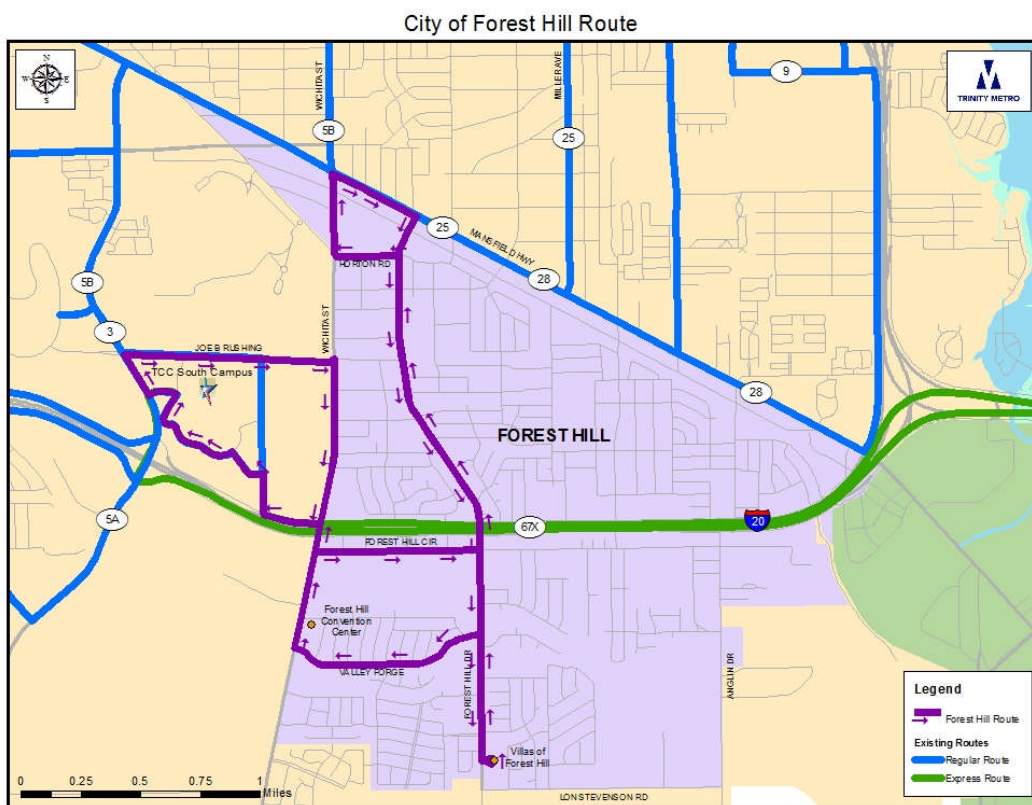 City of Forest Hill Route
N
W
E
S
TRINITY METRO
WICHITA ST
MILLER AVE
9
5B
25
25
MANSFIELD HWY
HORTON RD
28
5B
3
WICHITA ST
JOE B RUSHING
TCC South Campus
28
FOREST HILL
5A
67X
20
FOREST HILL CIR
Forest Hill
Convention
Center
VALLEY FORGE
FOREST HILL DR
ANGLIN DR
Villas of
Forest Hill
LON STEVENSON RD
0 0.25 0.5 0.75 1
Miles
Legend
Forest Hill Route
Existing Routes
Regular Route
Express Route